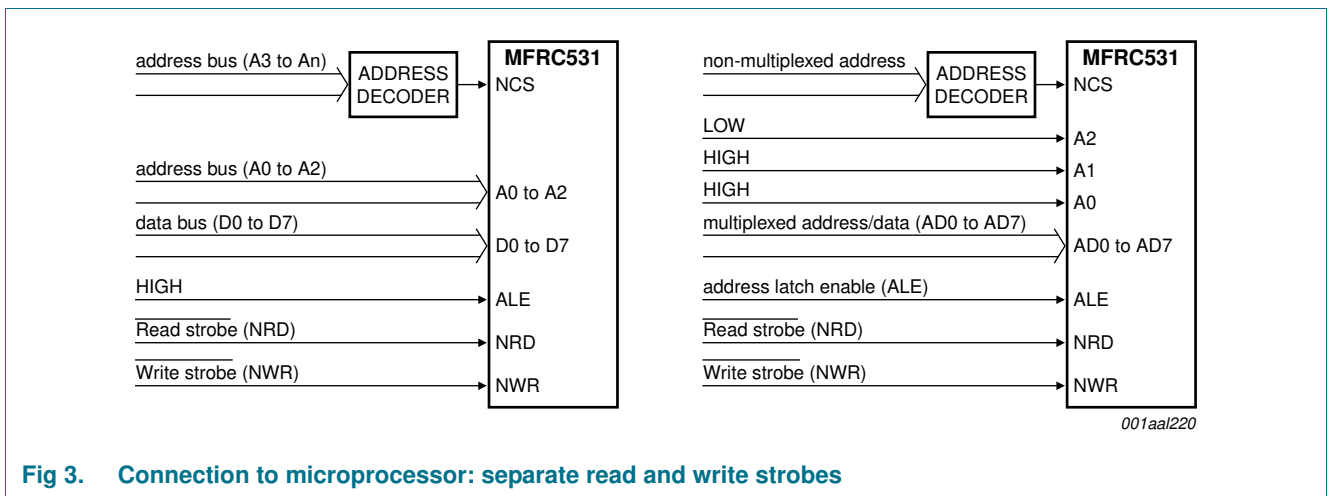 address bus (A3 to An)
ADDRESS
DECODER
MFRC531
NCS
address bus (A0 to A2)
A0 to A2
data bus (D0 to D7)
D0 to D7
HIGH
ALE
Read strobe (NRD)
NRD
Write strobe (NWR)
NWR
non-multiplexed address
ADDRESS
DECODER
MFRC531
NCS
LOW
A2
HIGH
A1
HIGH
A0
multiplexed address/data (AD0 to AD7)
AD0 to AD7
address latch enable (ALE)
ALE
Read strobe (NRD)
NRD
Write strobe (NWR)
NWR
001aal220
Fig 3. Connection to microprocessor: separate read and write strobes